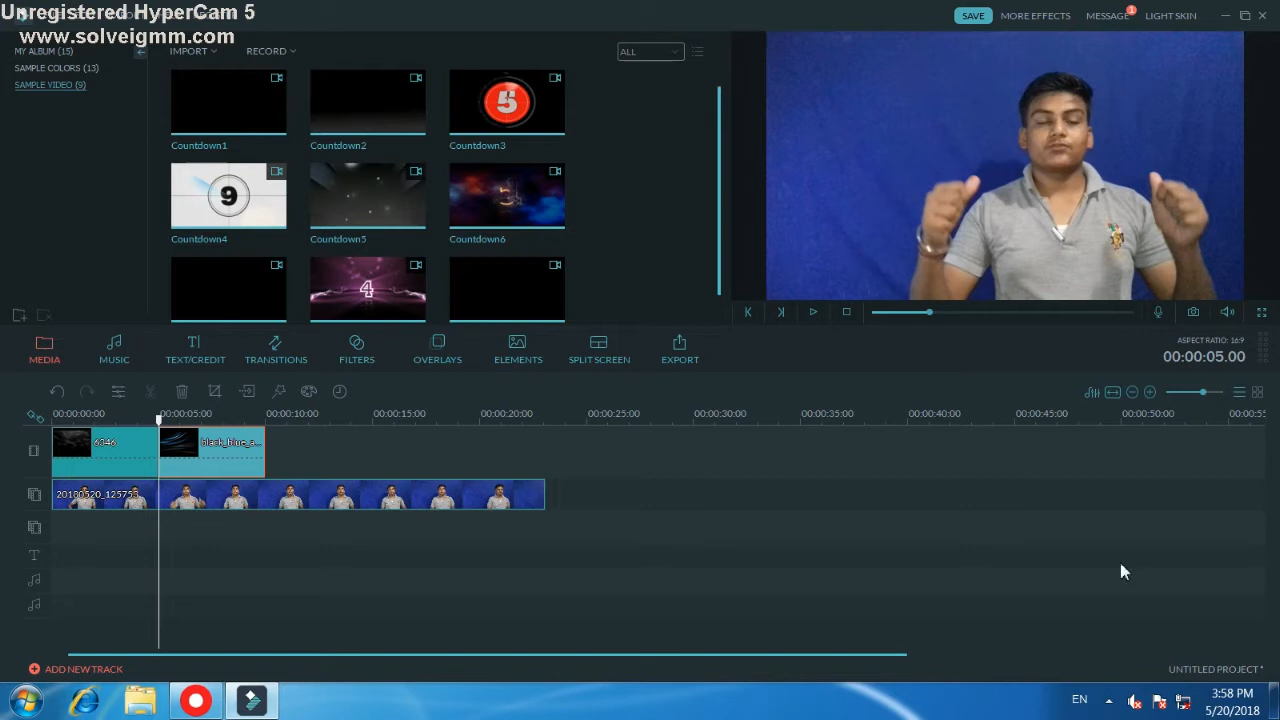 Unregistered HyperCam 5
www.solveigmm.com
SAVE
MORE EFFECTS
MESSAGE
1
LIGHT SKIN
MY ALBUM (15)
SAMPLE COLORS (13)
SAMPLE VIDEO (9)
IMPORT
RECORD
ALL
5
Countdown1
Countdown2
Countdown3
9
Countdown4
Countdown5
Countdown6
4
MEDIA
MUSIC
TEXT/CREDIT
TRANSITIONS
FILTERS
OVERLAYS
ELEMENTS
SPLIT SCREEN
EXPORT
ASPECT RATIO: 16:9
00:00:05.00
00:00:00:00
00:00:05:00
00:00:10:00
00:00:15:00
00:00:20:00
00:00:25:00
00:00:30:00
00:00:35:00
00:00:40:00
00:00:45:00
00:00:50:00
00:00:55
6346
black_blue_a...
T
ADD NEW TRACK
UNTITLED PROJECT *
EN
3:58 PM
5/20/2018